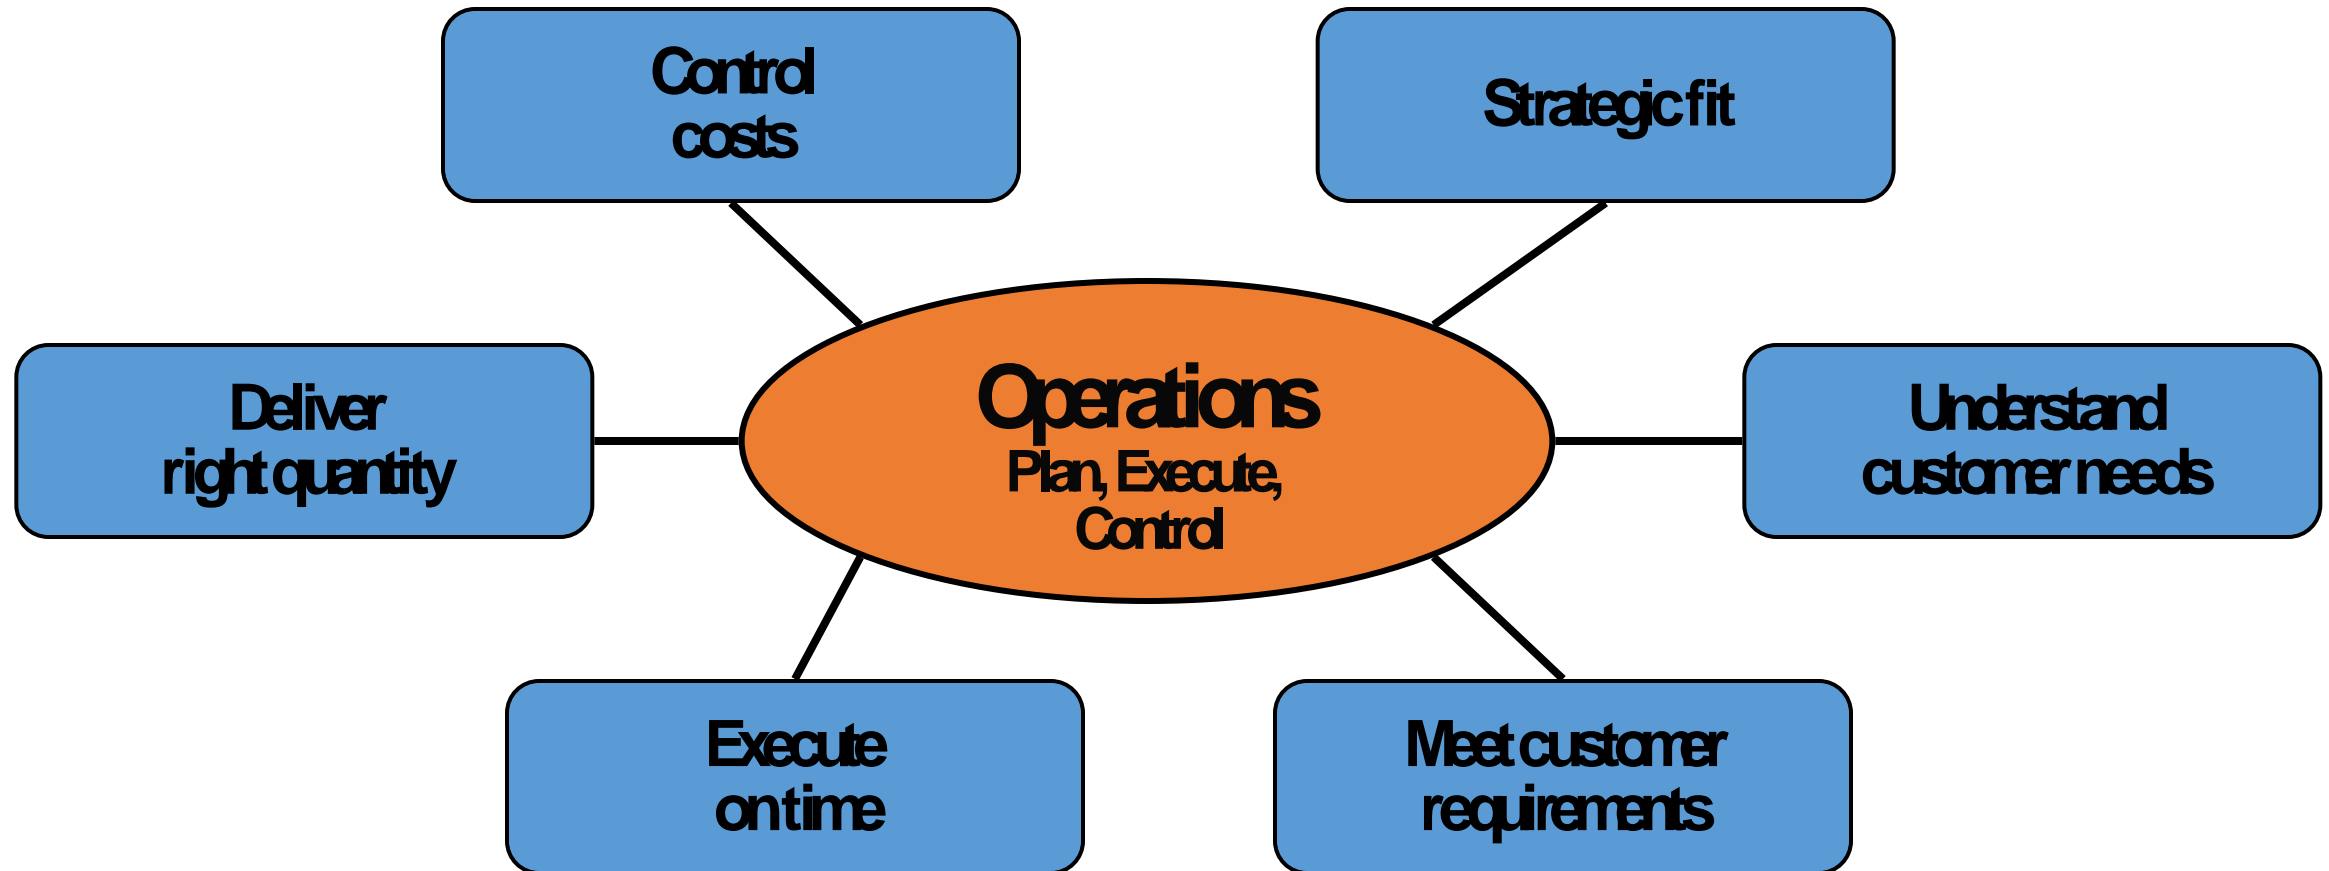 Control
costs
Strategic fit
Deliver
right quantity
Operations
Plan, Execute,
Control
Understand
customer needs
Execute
on time
Meet customer
requirements